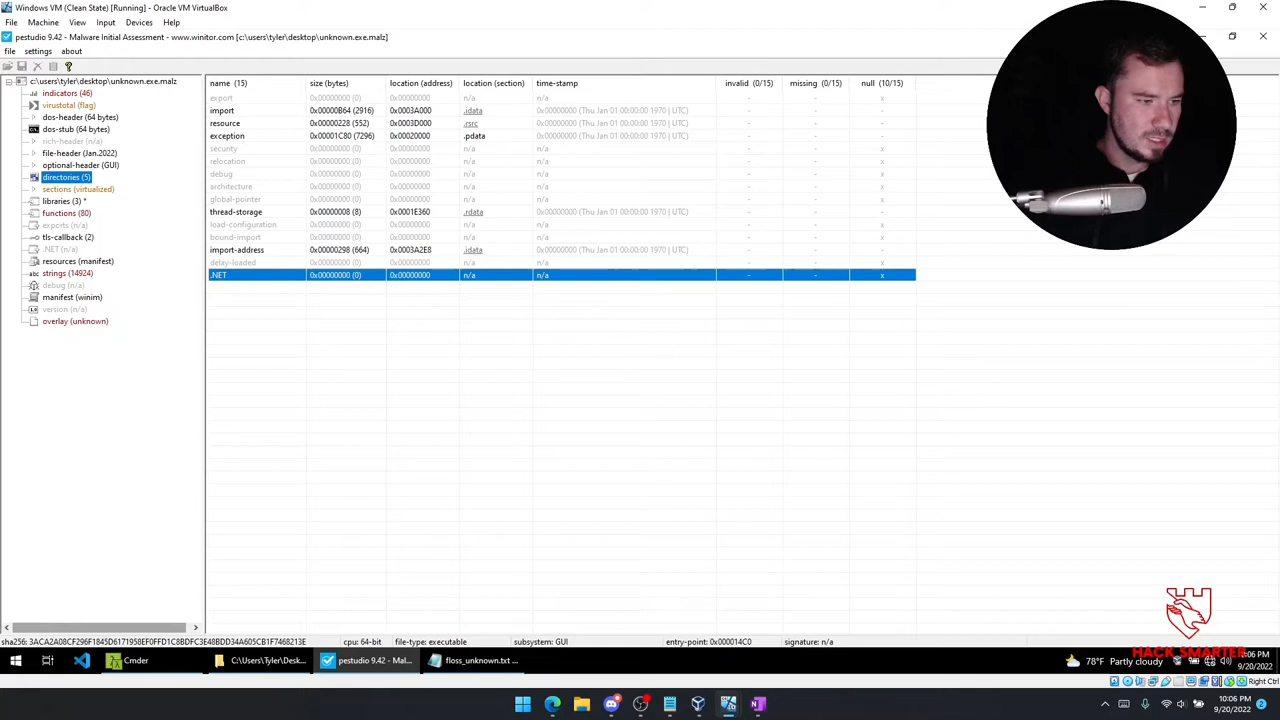 Windows VM (Clean State) [Running] - Oracle VM VirtualBox
File Machine View Input Devices Help
pestudio 9.42 - Malware Initial Assessment - www.winitor.com [c:\users\tyler\desktop\unknown.exe.malz]
file settings about
c:\users\tyler\desktop\unknown.exe.malz
indicators (46)
virustotal (flag)
dos-header (64 bytes)
dos-stub (64 bytes)
rich-header (n/a)
file-header (Jan.2022)
optional-header (GUI)
directories (5)
sections (virtualized)
libraries (3) *
functions (80)
exports (n/a)
tls-callback (2)
.NET (n/a)
resources (manifest)
strings (14924)
debug (n/a)
manifest (winim)
version (n/a)
overlay (unknown)
name (15) size (bytes) location (address) location (section) time-stamp invalid (0/15) missing (0/15) null (10/15)
export 0x00000000 (0) 0x00000000 n/a n/a - - x
import 0x00000B64 (2916) 0x0003A000 .idata 0x00000000 (Thu Jan 01 00:00:00 1970 | UTC) - - -
resource 0x00000228 (552) 0x0003D000 .rsrc 0x00000000 (Thu Jan 01 00:00:00 1970 | UTC) - - -
exception 0x00001C80 (7296) 0x00020000 .pdata - - -
security 0x00000000 (0) 0x00000000 n/a n/a - - x
relocation 0x00000000 (0) 0x00000000 n/a n/a - - x
debug 0x00000000 (0) 0x00000000 n/a n/a - - x
architecture 0x00000000 (0) 0x00000000 n/a n/a - - x
global-pointer 0x00000000 (0) 0x00000000 n/a n/a - - x
thread-storage 0x00000008 (8) 0x0001E360 .rdata 0x00000000 (Thu Jan 01 00:00:00 1970 | UTC) - - -
load-configuration 0x00000000 (0) 0x00000000 n/a n/a - - x
bound-import 0x00000000 (0) 0x00000000 n/a n/a - - x
import-address 0x00000298 (664) 0x0003A2E8 .idata 0x00000000 (Thu Jan 01 00:00:00 1970 | UTC) - - -
delay-loaded 0x00000000 (0) 0x00000000 n/a n/a - - x
.NET 0x00000000 (0) 0x00000000 n/a n/a - - x
sha256: 3ACA2A08CF296F1845D6171958EF0FFD1C8BDFC3E48BDD34A605CB1F7468213E cpu: 64-bit file-type: executable subsystem: GUI entry-point: 0x000014C0 signature: n/a
HACK SMARTER
Cmder C:\Users\Tyler\Desk... pestudio 9.42 - Mal... floss_unknown.txt ... 78°F Partly cloudy :06 PM
9/20/2022
Right Ctrl
10:06 PM
9/20/2022